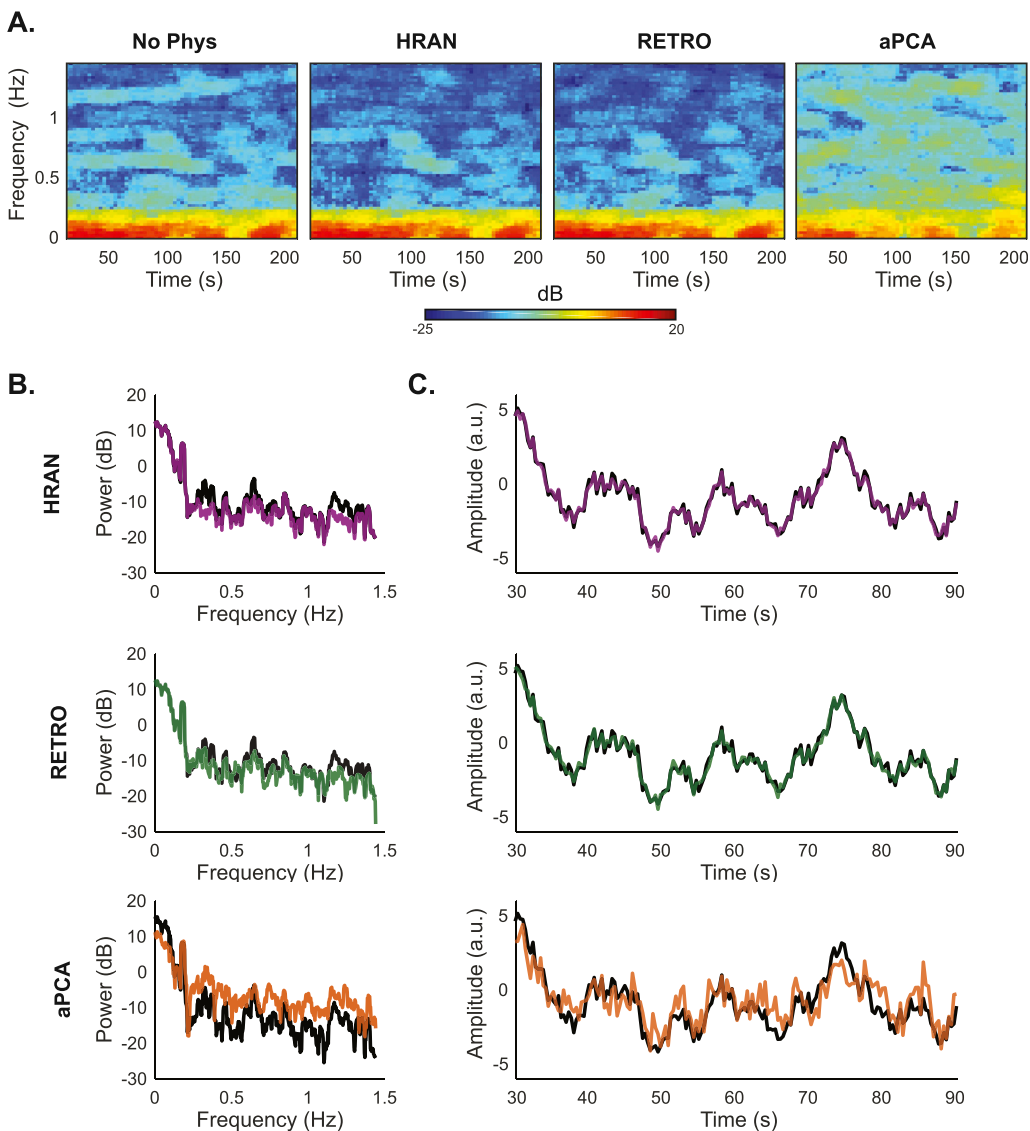 A.
No Phys HRAN RETRO aPCA
Frequency (Hz)
1
0.5
0
50 100 150 200 50 100 150 200 50 100 150 200 50 100 150 200
Time (s) Time (s) Time (s) Time (s)
dB
-25 20
B.
HRAN
Power (dB)
20
10
0
-10
-20
-30
0 0.5 1 1.5
Frequency (Hz)
C.
Amplitude (a.u.)
5
0
-5
30 40 50 60 70 80 90
Time (s)
RETRO
Power (dB)
20
10
0
-10
-20
-30
0 0.5 1 1.5
Frequency (Hz)
Amplitude (a.u.)
5
0
-5
30 40 50 60 70 80 90
Time (s)
aPCA
Power (dB)
20
10
0
-10
-20
-30
0 0.5 1 1.5
Frequency (Hz)
Amplitude (a.u.)
5
0
-5
30 40 50 60 70 80 90
Time (s)